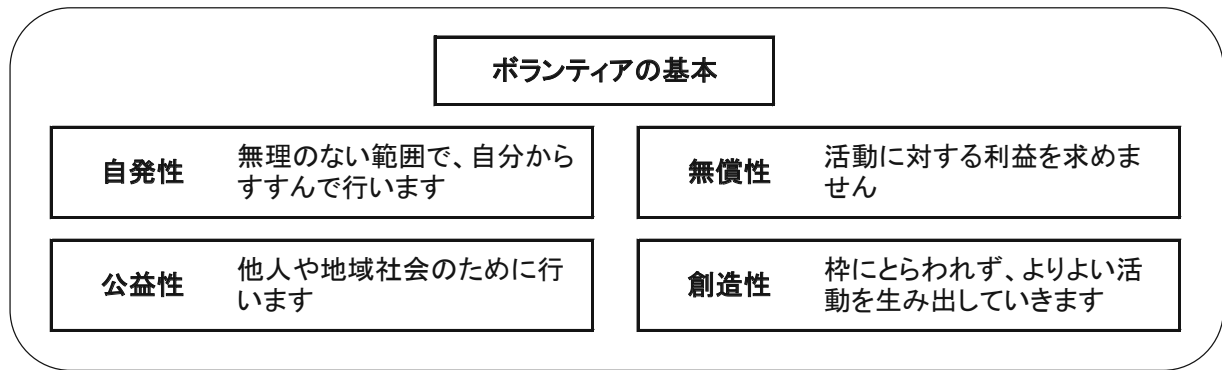 ボランティアの基本
自発性
無理のない範囲で、自分から
すすんで行います
無償性
活動に対する利益を求めま
せん
公益性
他人や地域社会のために行
います
創造性
枠にとらわれず、よりよい活
動を生み出していきます